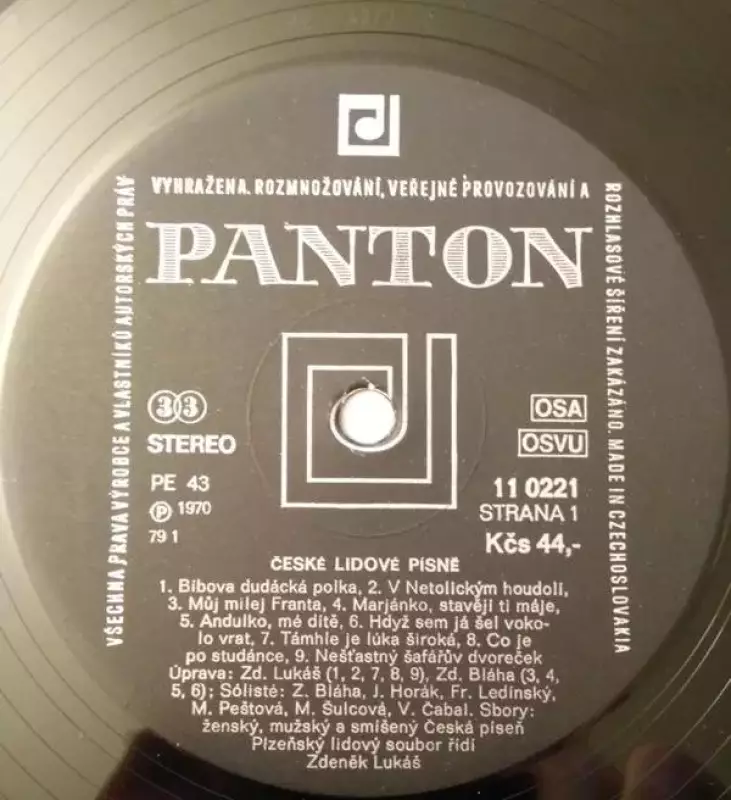 VŠECHNA PRÁVA VÝROBCE A VLASTNÍKŮ AUTORSKÝCH PRÁV
VYHRAŽENA. ROZMNOŽOVÁNÍ, VEŘEJNÉ PROVOZOVÁNÍ A
ROZHLASOVÉ ŠÍŘENÍ ZAKÁZÁNO. MADE IN CZECHOSLOVAKIA
PANTON
33
STEREO
PE 43
Ⓟ 1970
79 1
OSA
OSVU
11 0221
STRANA 1
Kčs 44,-
ČESKÉ LIDOVÉ PÍSNĚ
1. Bibova dudácká polka, 2. V Netolickým houdolí,
3. Můj milej Franta, 4. Marjánko, stavějí ti máje,
5. Andulko, mé dítě, 6. Hdyž sem já šel voko-
lo vrat, 7. Támhle je lúka široká, 8. Co je
po studánce, 9. Nešťastný šafářův dvoreček
Úprava: Zd. Lukáš (1, 2, 7, 8, 9), Zd. Bláha (3, 4,
5, 6); Sólisté: Z. Bláha, J. Horák, Fr. Ledinský,
M. Peštová, M. Šulcová, V. Čabal. Sbory:
ženský, mužský a smíšený Česká píseň
Plzeňský lidový soubor řídí
Zdeněk Lukáš